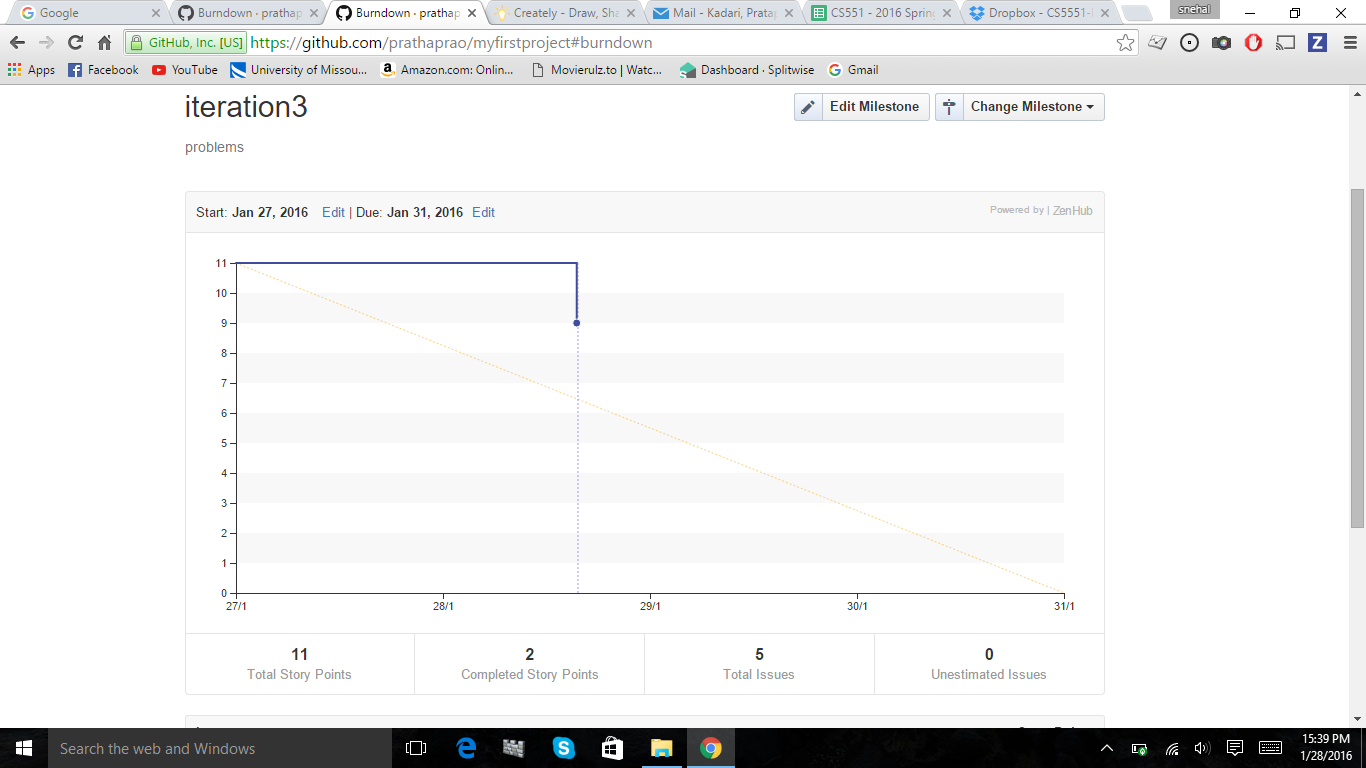 snehal
Google
Burndown · prathap
Burndown · prathap
Creately - Draw, Sha
Mail - Kadari, Pratap
CS551 - 2016 Spring
Dropbox - CS5551-
GitHub, Inc. [US] https://github.com/prathaprao/myfirstproject#burndown
Apps Facebook YouTube University of Missou... Amazon.com: Onlin... Movierulz.to | Watc... Dashboard · Splitwise Gmail
iteration3 Edit Milestone Change Milestone
problems
Start: Jan 27, 2016 Edit | Due: Jan 31, 2016 Edit Powered by | ZenHub
11
10
9
8
7
6
5
4
3
2
1
0
27/1 28/1 29/1 30/1 31/1
11 2 5 0
Total Story Points Completed Story Points Total Issues Unestimated Issues
Search the web and Windows
15:39 PM
1/28/2016